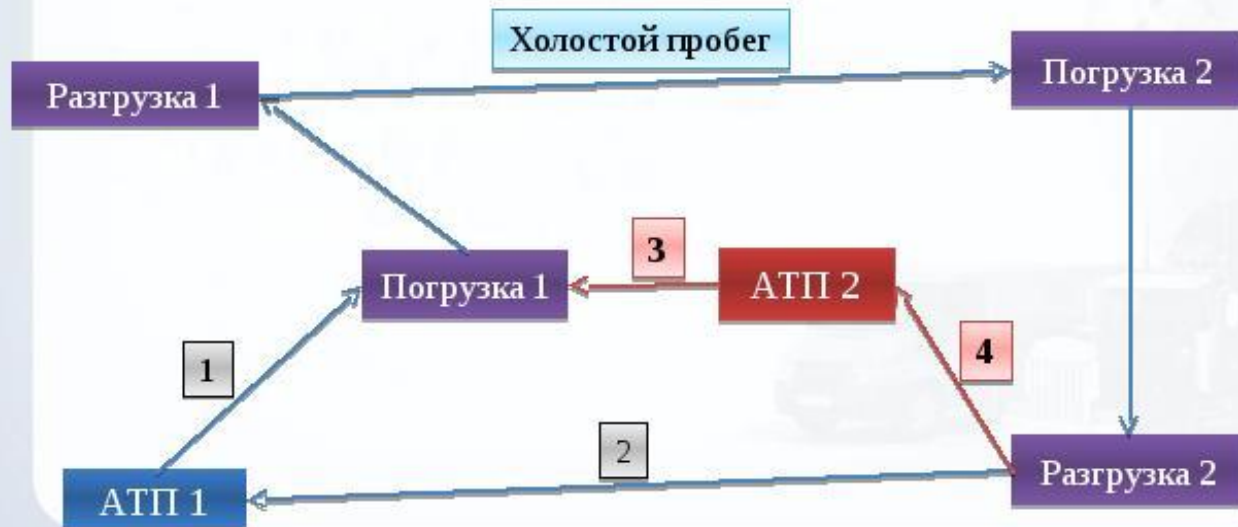 Холостой пробег
Погрузка 2
Разгрузка 1
3
Погрузка 1
АТП 2
1
4
2
АТП 1
Разгрузка 2